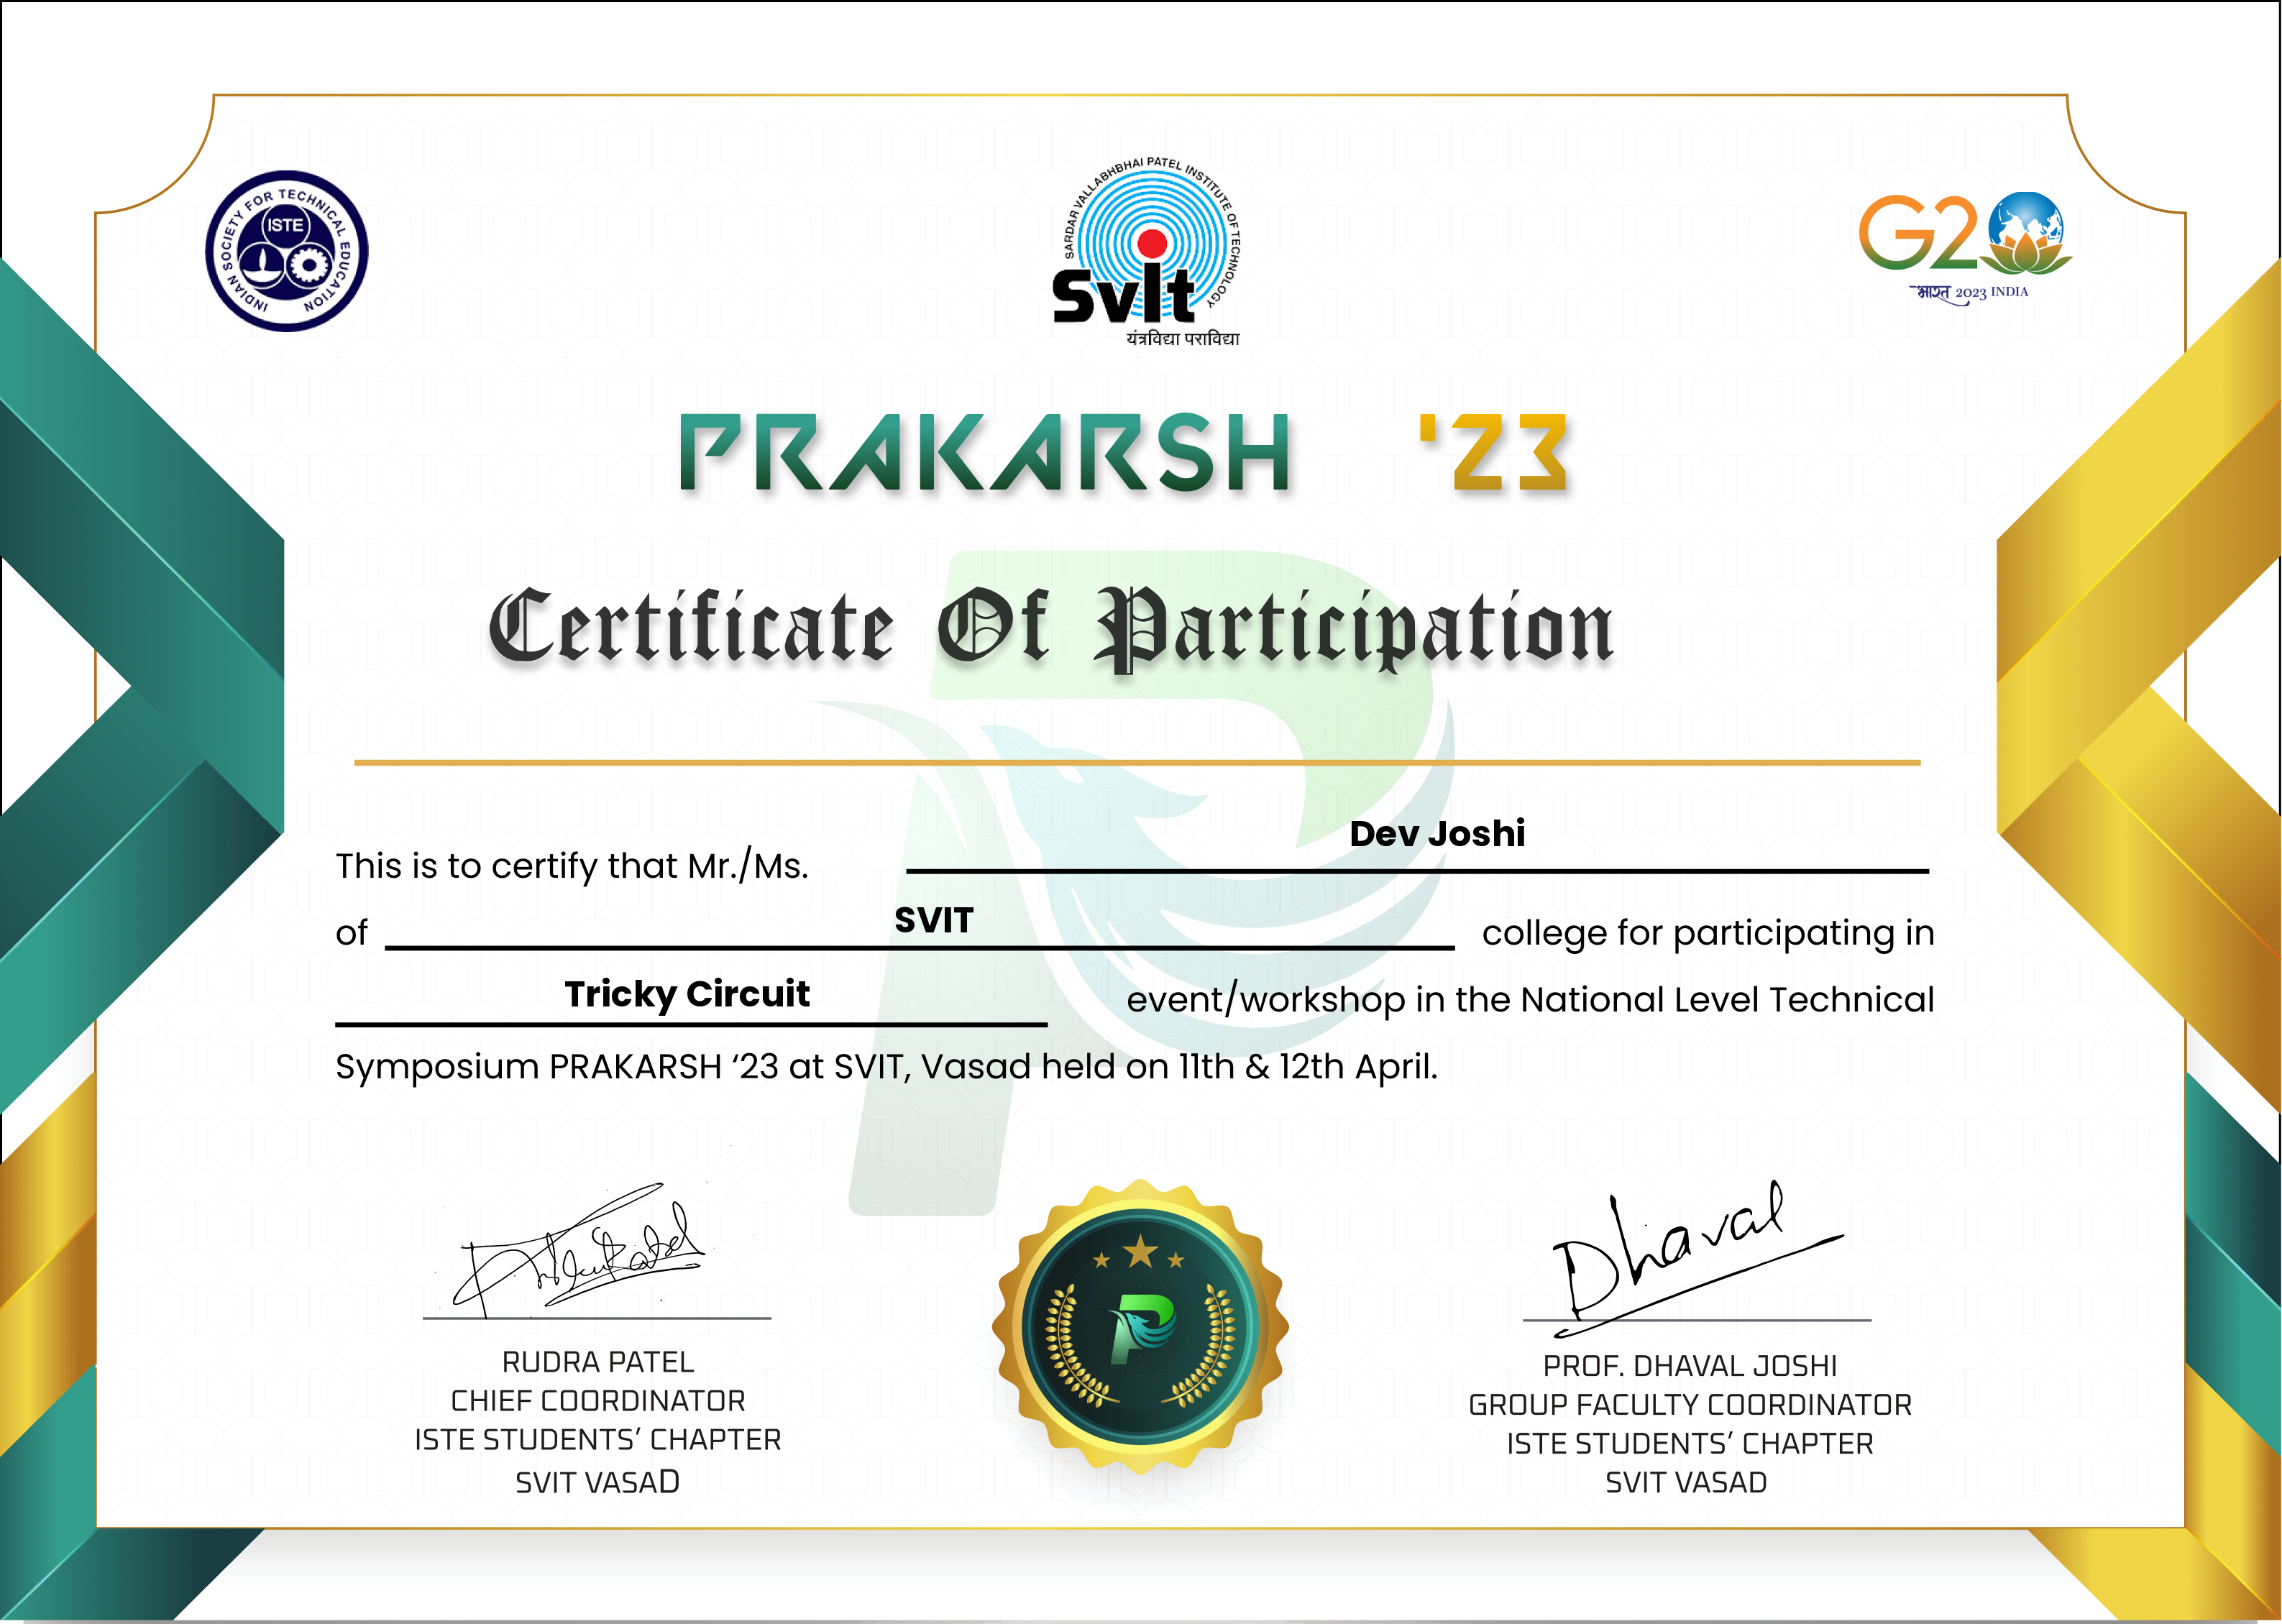 INDIAN SOCIETY FOR TECHNICAL EDUCATION
ISTE
SARDAR VALLABHBHAI PATEL INSTITUTE OF TECHNOLOGY
SvIt
यंत्रविद्या पराविद्या
G20
भारत 2023 INDIA
PRAKARSH '23
Certificate Of Participation
This is to certify that Mr./Ms. Dev Joshi
of SVIT college for participating in
Tricky Circuit event/workshop in the National Level Technical
Symposium PRAKARSH ‘23 at SVIT, Vasad held on 11th & 12th April.
Dhaval
RUDRA PATEL
CHIEF COORDINATOR
ISTE STUDENTS’ CHAPTER
SVIT VASAD
PROF. DHAVAL JOSHI
GROUP FACULTY COORDINATOR
ISTE STUDENTS’ CHAPTER
SVIT VASAD